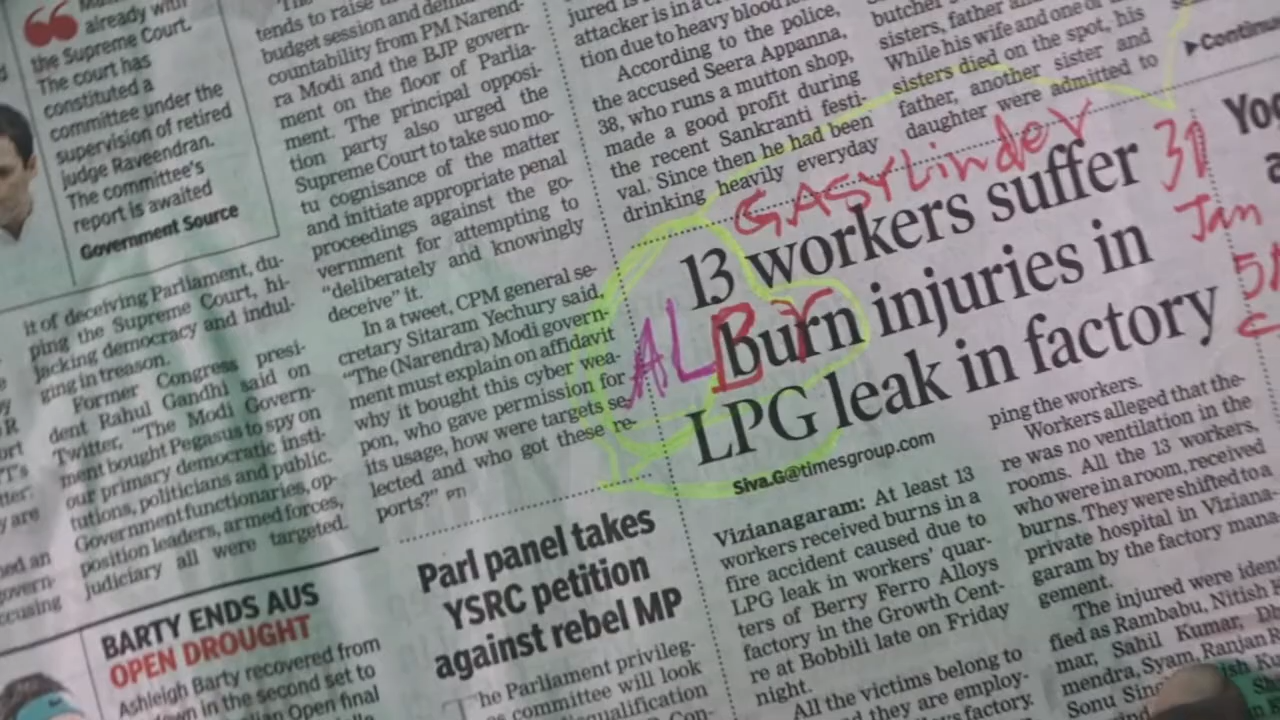 already with
the Supreme Court.
The court has
constituted a
committee under the
supervision of retired
judge Raveendran.
The committee's
report is awaited
Government Source
it of deceiving Parliament, du-
ping the Supreme Court, hi-
jacking democracy and indul-
ging in treason.
Former Congress presi-
dent Rahul Gandhi said on
Twitter, "The Modi Govern-
ment bought Pegasus to spy on
our primary democratic insti-
tutions, politicians and public.
Government functionaries, op-
position leaders, armed forces,
judiciary all were targeted.
BARTY ENDS AUS
OPEN DROUGHT
Ashleigh Barty recovered from
in the second set to
Open final
tends to raise
budget session and
countability from PM Narend-
ra Modi and the BJP govern-
ment on the floor of Parlia-
ment. The principal opposi-
tion party also urged the
Supreme Court to take suo mo-
tu cognisance of the matter
and initiate appropriate penal
proceedings against the go-
vernment for attempting to
"deliberately and knowingly
deceive" it.
In a tweet, CPM general se-
cretary Sitaram Yechury said,
"The (Narendra) Modi govern-
ment must explain on affidavit
why it bought this cyber wea-
pon, who gave permission for
its usage, how were targets se-
lected and who got these re-
ports?" PTI
Parl panel takes
YSRC petition
against rebel MP
The Parliament privileg-
committee will look
attacker is in a
tion due to heavy blood
According to the police,
the accused Seera Appanna,
38, who runs a mutton shop,
made a good profit during
the recent Sankranti festi-
val. Since then he had been
drinking heavily everyday
butcher
sisters, father
While his wife and one of
sisters died on the spot, his
father, another sister and
daughter were admitted to
GASYLinder
31
Jan
13 workers suffer
burn injuries in
LPG leak in factory
ALBY
Siva.G@timesgroup.com
Vizianagaram: At least 13
workers received burns in a
fire accident caused due to
LPG leak in workers' quar-
ters of Berry Ferro Alloys
factory in the Growth Cent-
re at Bobbili late on Friday
night.
All the victims belong to
and they are employ-
factory.
ping the workers.
Workers alleged that the-
re was no ventilation in the
rooms. All the 13 workers,
who were in a room, received
burns. They were shifted to a
private hospital in Viziana-
garam by the factory mana-
gement.
The injured were identi-
fied as Rambabu, Nitish
mar, Sahil Kumar,
mendra, Syam, Ranjan
Sonu